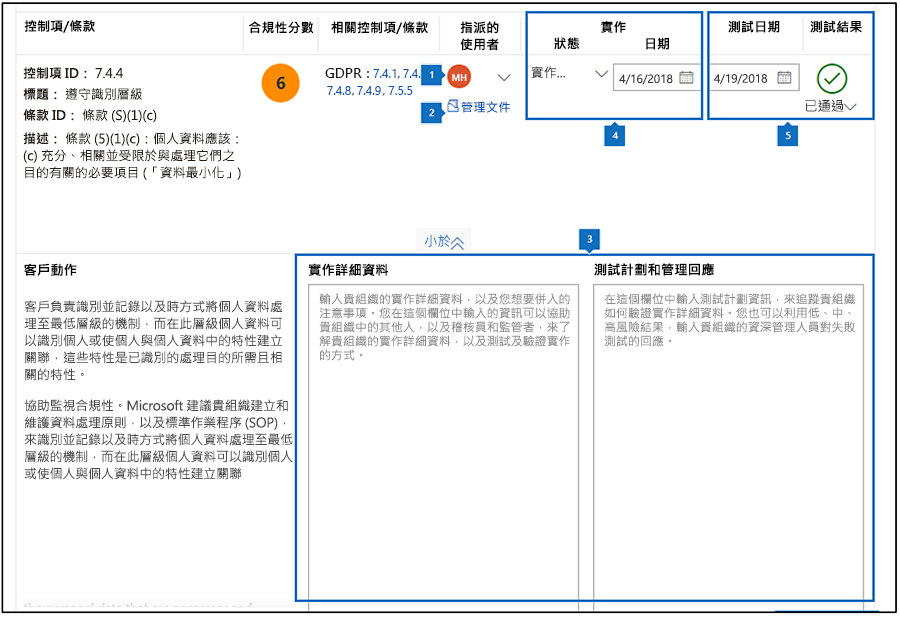 控制項/條款
合規性分數
相關控制項/條款
指派的
使用者
實作
狀態
日期
測試日期
測試結果
控制項 ID： 7.4.4
標題： 遵守識別層級
條款 ID： 條款 (S)(1)(c)
描述： 條款 (5)(1)(c)：個人資料應該：
(c) 充分、相關並受限於與處理它們之
目的有關的必要項目 (「資料最小化」)
6
GDPR：7.4.1, 7.4.
7.4.8, 7.4.9, 7.5.5
1
MH
2
管理文件
實作...
4/16/2018
4
4/19/2018
已通過
5
小於
3
客戶動作
客戶負責識別並記錄以及時方式將個人資料處
理至最低層級的機制，而在此層級個人資料可
以識別個人或使個人與個人資料中的特性建立
關聯，這些特性是已識別的處理目的所需且相
關的特性。
協助監視合規性。Microsoft 建議貴組織建立和
維護資料處理原則，以及標準作業程序 (SOP)，
來識別並記錄以及時方式將個人資料處理至最低
層級的機制，而在此層級個人資料可以識別個人
或使個人與個人資料中的特性建立關聯
實作詳細資料
輸入貴組織的實作詳細資料，以及您想要併入的
注意事項。您在這個欄位中輸入的資訊可以協助
貴組織中的其他人，以及稽核員和監管者，來了
解貴組織的實作詳細資料，以及測試及驗證實作
的方式。
測試計劃和管理回應
在這個欄位中輸入測試計劃資訊，來追蹤貴組織
如何驗證實作詳細資料。您也可以利用低、中、
高風險結果，輸入貴組織的資深管理人員對失敗
測試的回應。